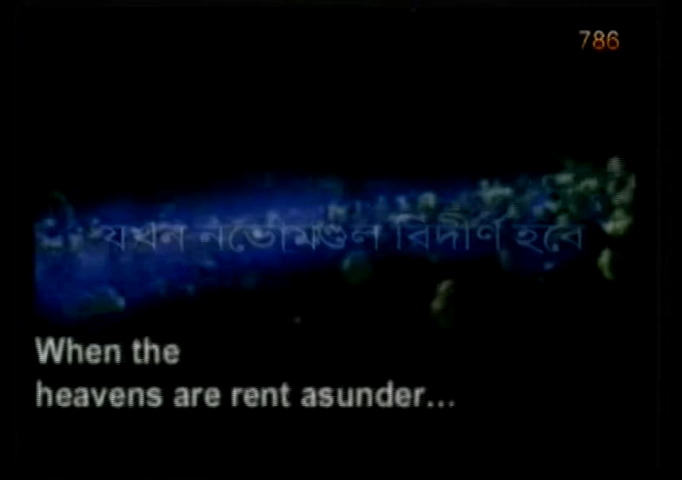 786
যখন নভোমণ্ডল বিদীর্ণ হবে
When the
heavens are rent asunder...